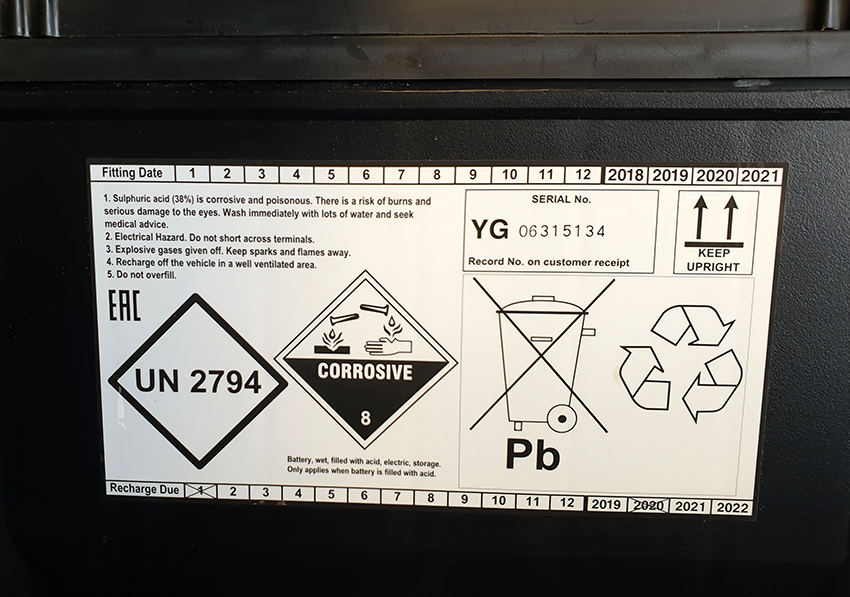 Fitting Date 1 2 3 4 5 6 7 8 9 10 11 12 2018 2019 2020 2021
1. Sulphuric acid (38%) is corrosive and poisonous. There is a risk of burns and
serious damage to the eyes. Wash immediately with lots of water and seek
medical advice.
2. Electrical Hazard. Do not short across terminals.
3. Explosive gases given off. Keep sparks and flames away.
4. Recharge off the vehicle in a well ventilated area.
5. Do not overfill.
SERIAL No.
YG 06315134
Record No. on customer receipt
KEEP
UPRIGHT
EAC
UN 2794
CORROSIVE
8
Battery, wet, filled with acid, electric, storage.
Only applies when battery is filled with acid.
Pb
Recharge Due 1 2 3 4 5 6 7 8 9 10 11 12 2019 2020 2021 2022